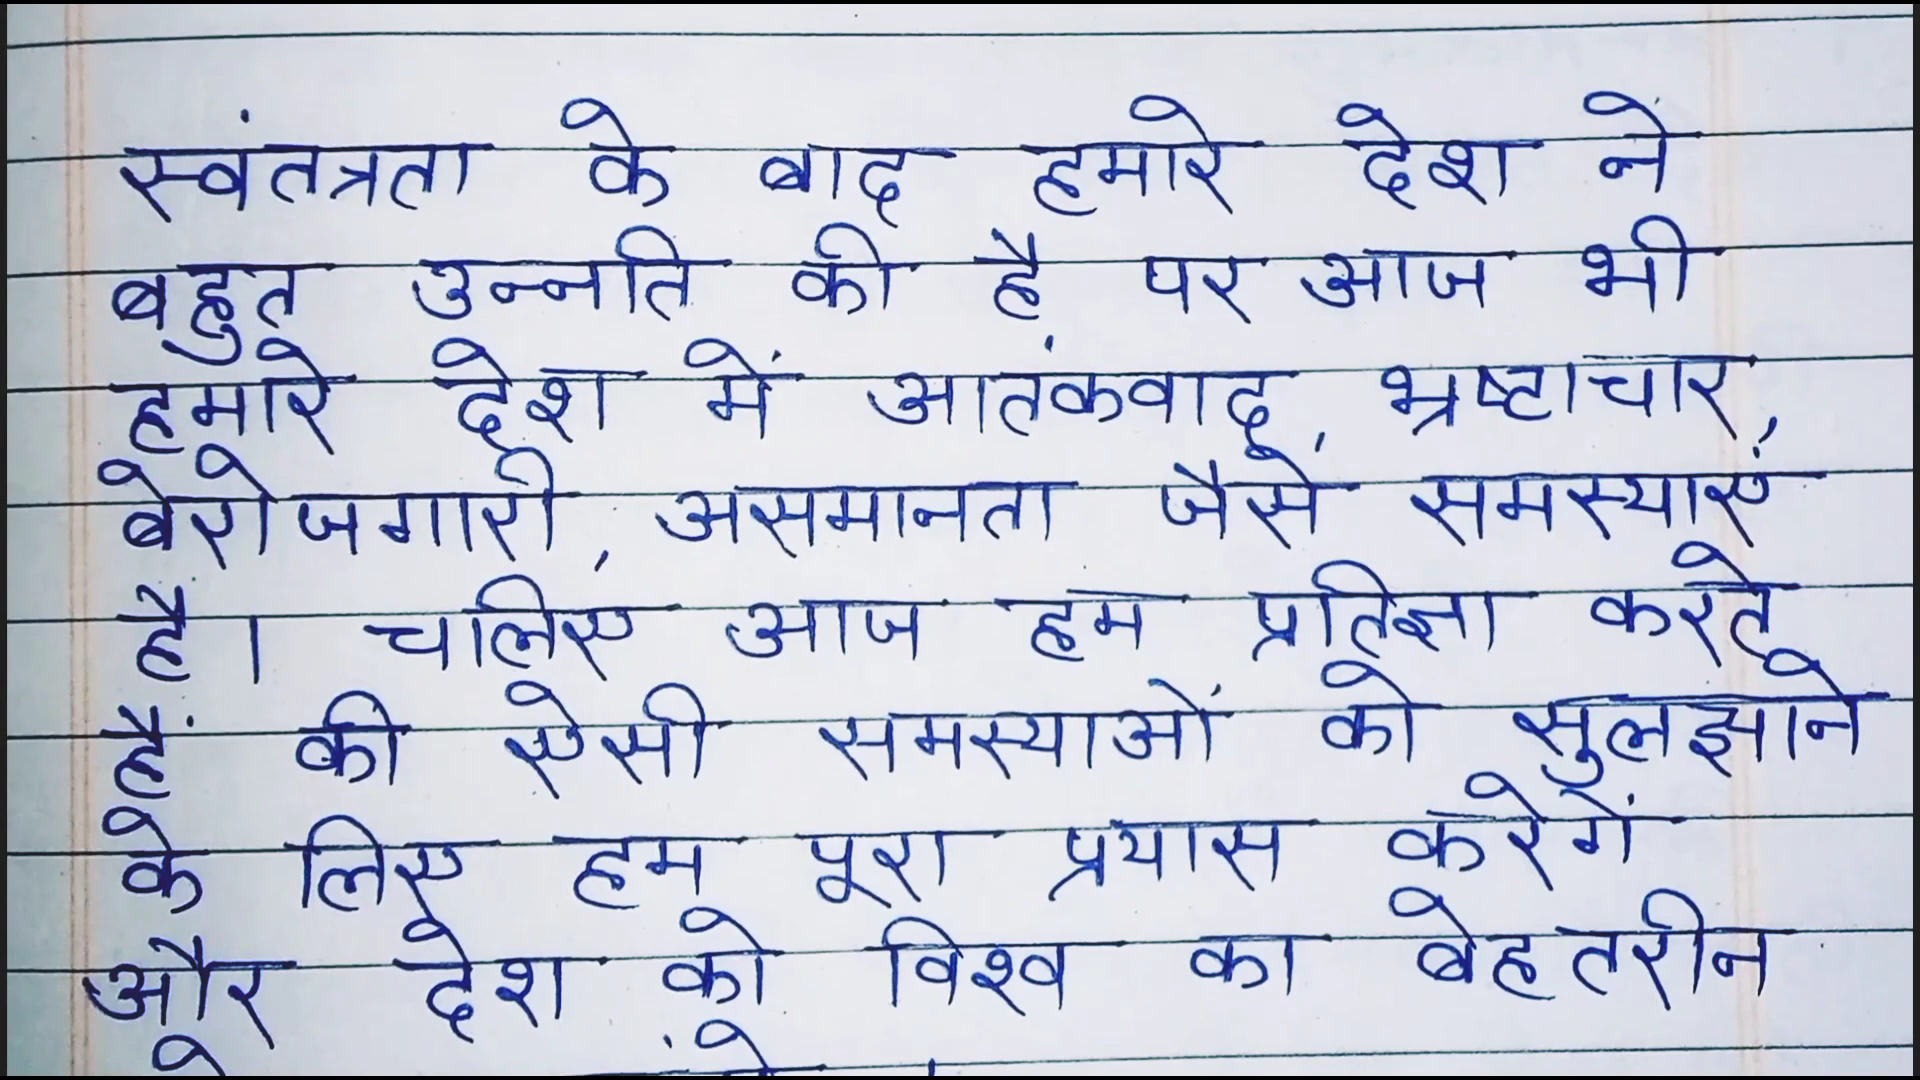 स्वंतत्रता के बाद हमारे देश ने
बहुत उन्नति की है पर आज भी
हमारे देश में आतंकवाद, भ्रष्टाचार,
बेरोजगारी, असमानता जैसे समस्याएं
है। चलिए आज हम प्रतिज्ञा करते
हैं की ऐसी समस्याओं को सुलझाने
के लिए हम पूरा प्रयास करेगें
और देश को विश्व का बेहतरीन